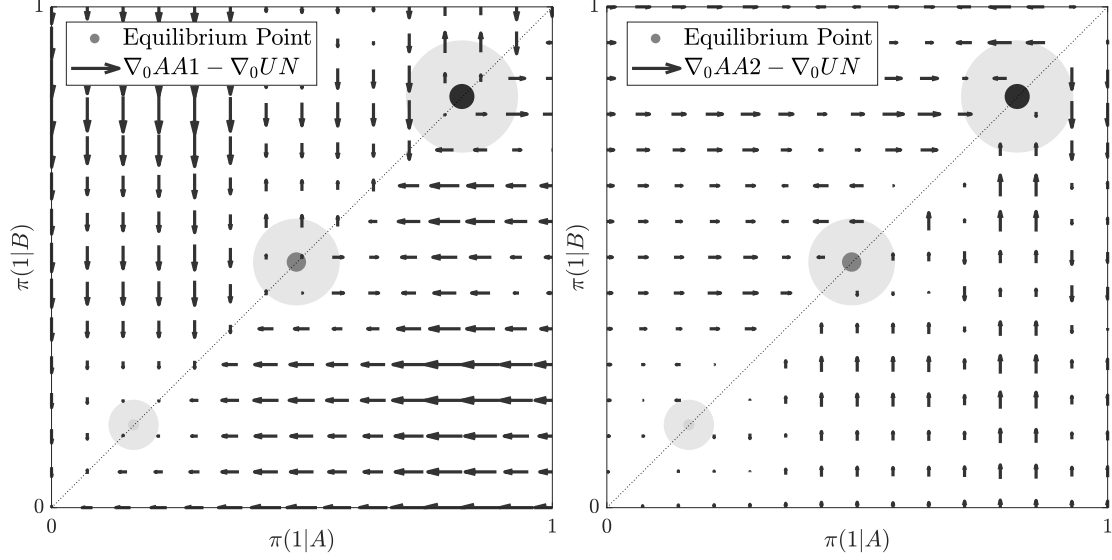 1
Equilibrium Point
∇₀AA1 − ∇₀UN
π(1|B)
0
0
π(1|A)
1
1
Equilibrium Point
∇₀AA2 − ∇₀UN
π(1|B)
0
0
π(1|A)
1